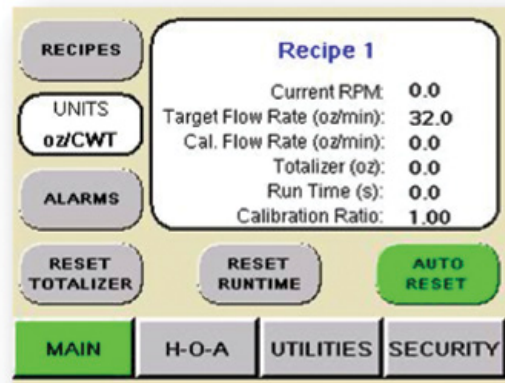 RECIPES
UNITS
oz/CWT
ALARMS
Recipe 1
Current RPM: 0.0
Target Flow Rate (oz/min): 32.0
Cal. Flow Rate (oz/min): 0.0
Totalizer (oz): 0.0
Run Time (s): 0.0
Calibration Ratio: 1.00
RESET
TOTALIZER
RESET
RUNTIME
AUTO
RESET
MAIN
H-O-A
UTILITIES
SECURITY